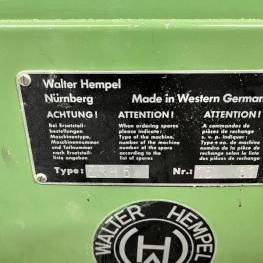 Walter Hempel
Nürnberg Made in Western German
ACHTUNG! ATTENTION! ATTENTION!
Bei Ersatzteil- When ordering spares A commandes de
bestellungen please indicate: pièces de rechange
Maschinentype, Type of the machine, s. v. p. indiquer:
Maschinennummer number of the machine Type + no. de machine
und Teilnummer number of the spare numéro de la pièce de
nach Ersatzteil- according to the rechange selon la liste
liste angeben list of spares des pièces de rechange
Type: Nr.:
WALTER HEMPEL
HW